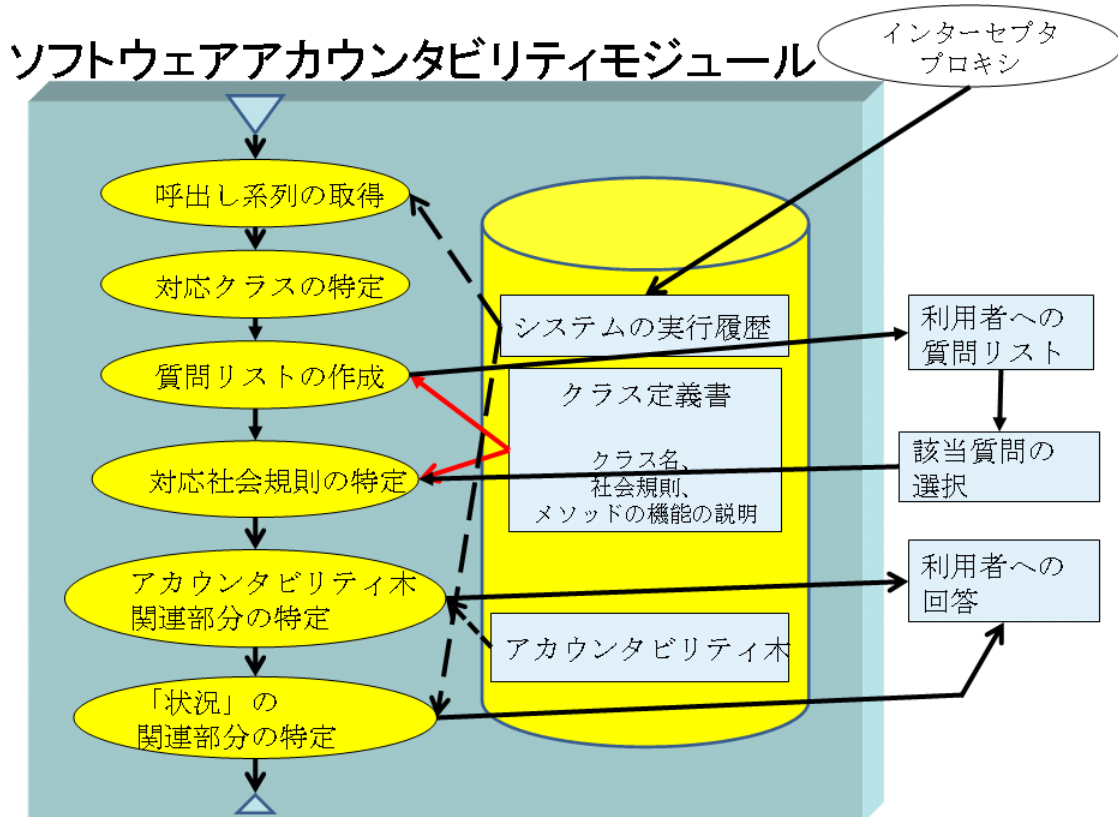 ソフトウェアアカウンタビリティモジュール
インターセプタ
プロキシ
呼出し系列の取得
対応クラスの特定
質問リストの作成
対応社会規則の特定
アカウンタビリティ木
関連部分の特定
「状況」の
関連部分の特定
システムの実行履歴
クラス定義書
クラス名、
社会規則、
メソッドの機能の説明
アカウンタビリティ木
利用者への
質問リスト
該当質問の
選択
利用者への
回答